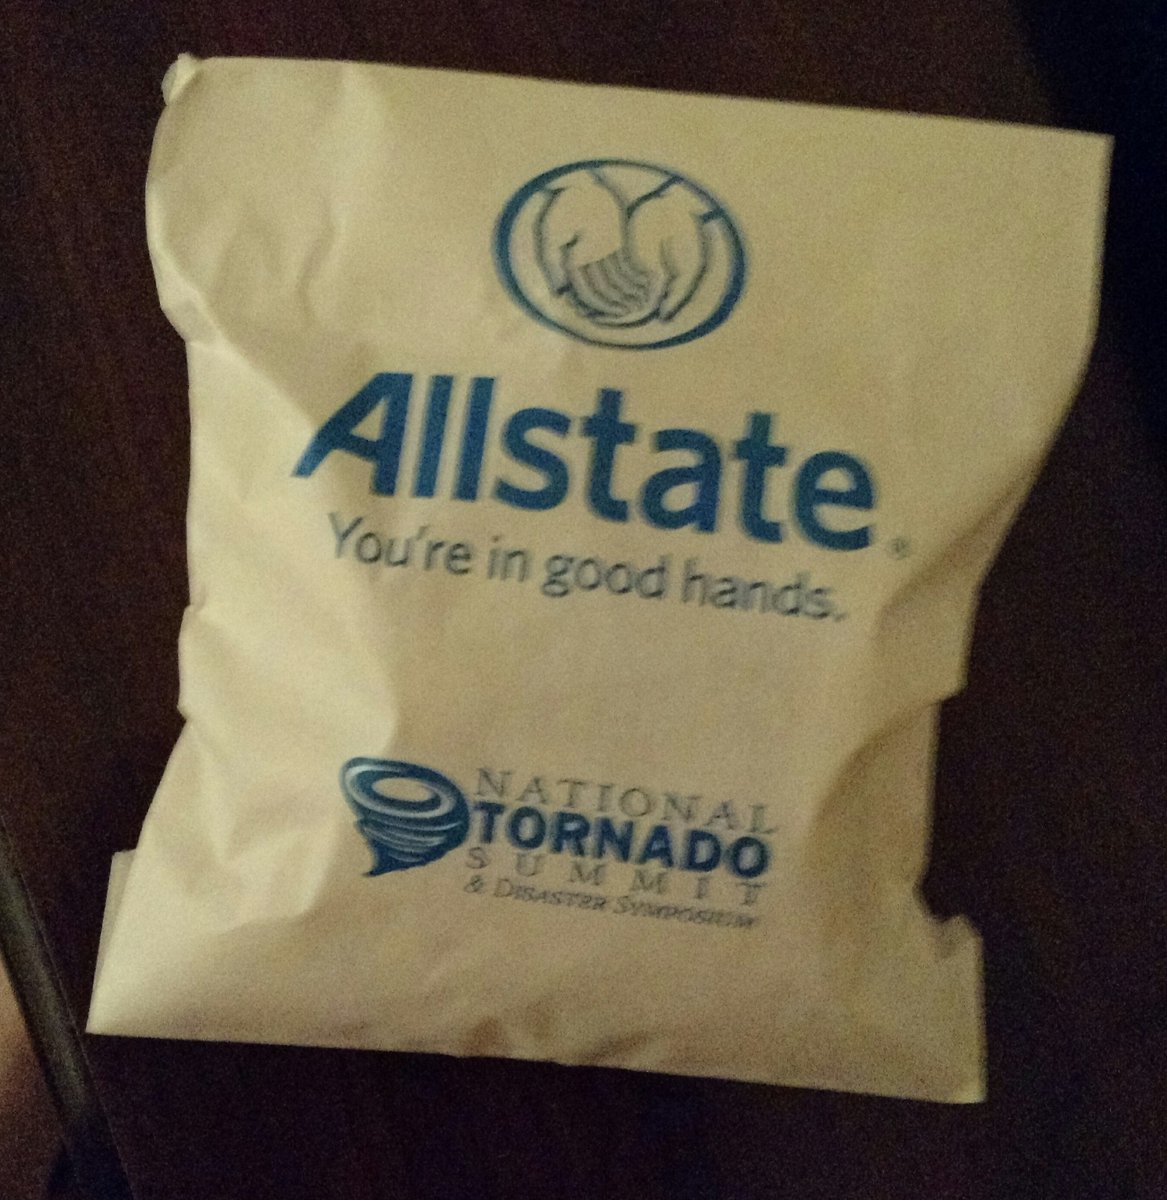 Allstate®
You're in good hands.
NATIONAL
TORNADO
SUMMIT
& DISASTER SYMPOSIUM